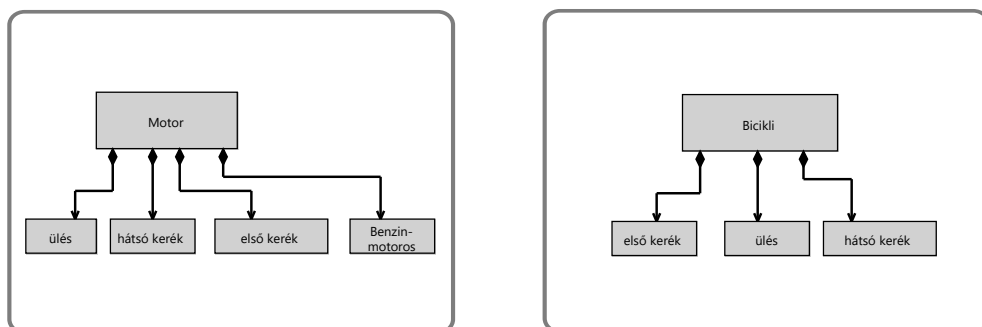 Motor
ülés
hátsó kerék
első kerék
Benzin-
motoros
Bicikli
első kerék
ülés
hátsó kerék